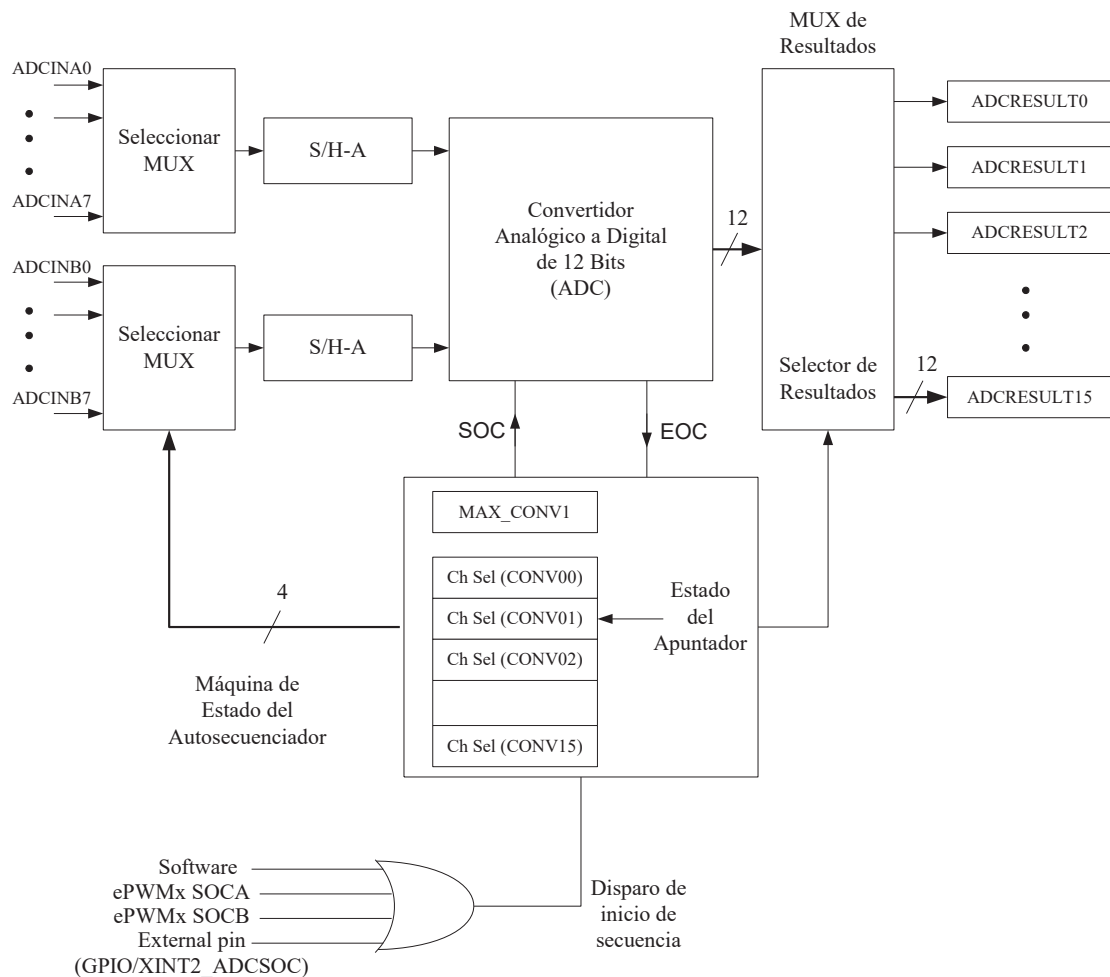 MUX de
Resultados
ADCINA0
ADCINA7
Seleccionar
MUX
S/H-A
ADCINB0
ADCINB7
Seleccionar
MUX
S/H-A
Convertidor
Analógico a Digital
de 12 Bits
(ADC)
12
Selector de
Resultados
12
ADCRESULT0
ADCRESULT1
ADCRESULT2
ADCRESULT15
SOC
EOC
MAX_CONV1
Ch Sel (CONV00)
Ch Sel (CONV01)
Ch Sel (CONV02)
Ch Sel (CONV15)
Estado
del
Apuntador
4
Máquina de
Estado del
Autosecuenciador
Software
ePWMx SOCA
ePWMx SOCB
External pin
(GPIO/XINT2_ADCSOC)
Disparo de
inicio de
secuencia